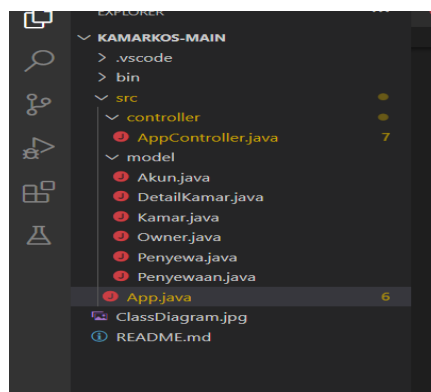 EXPLORER
KAMARKOS-MAIN
.vscode
bin
src
controller
AppController.java 7
model
Akun.java
DetailKamar.java
Kamar.java
Owner.java
Penyewa.java
Penyewaan.java
App.java 6
ClassDiagram.jpg
README.md